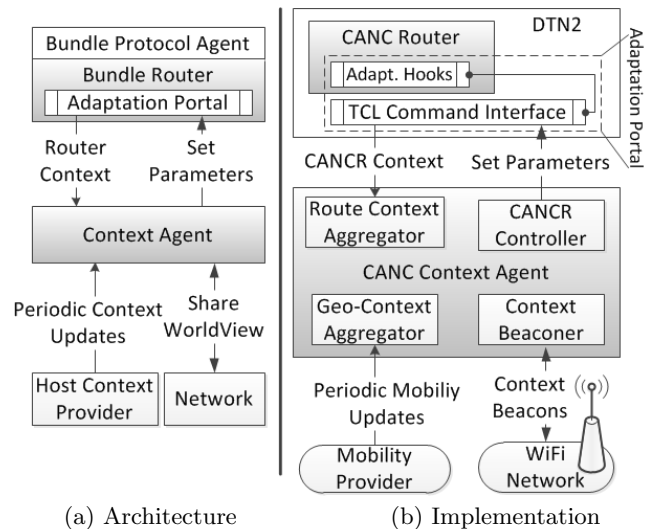 Bundle Protocol Agent
Bundle Router
Adaptation Portal
Router
Context
Set
Parameters
Context Agent
Periodic Context
Updates
Share
WorldView
Host Context
Provider
Network
(a) Architecture
DTN2
CANC Router
Adapt. Hooks
TCL Command Interface
Adaptation
Portal
CANCR Context
Set Parameters
Route Context
Aggregator
CANCR
Controller
CANC Context Agent
Geo-Context
Aggregator
Context
Beaconer
Periodic Mobiliy
Updates
Context
Beacons
Mobility
Provider
WiFi
Network
(b) Implementation